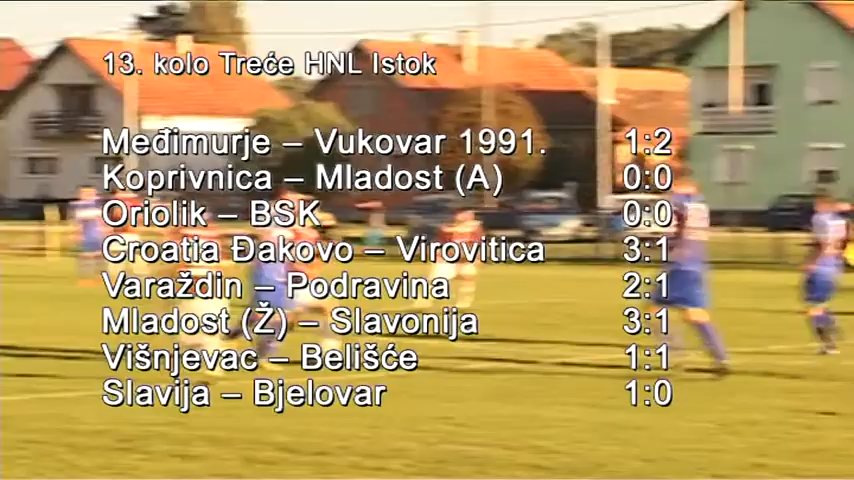 13. kolo Treće HNL Istok
Međimurje – Vukovar 1991. 1:2
Koprivnica – Mladost (A) 0:0
Oriolik – BSK 0:0
Croatia Đakovo – Virovitica 3:1
Varaždin – Podravina 2:1
Mladost (Ž) – Slavonija 3:1
Višnjevac – Belišće 1:1
Slavija – Bjelovar 1:0